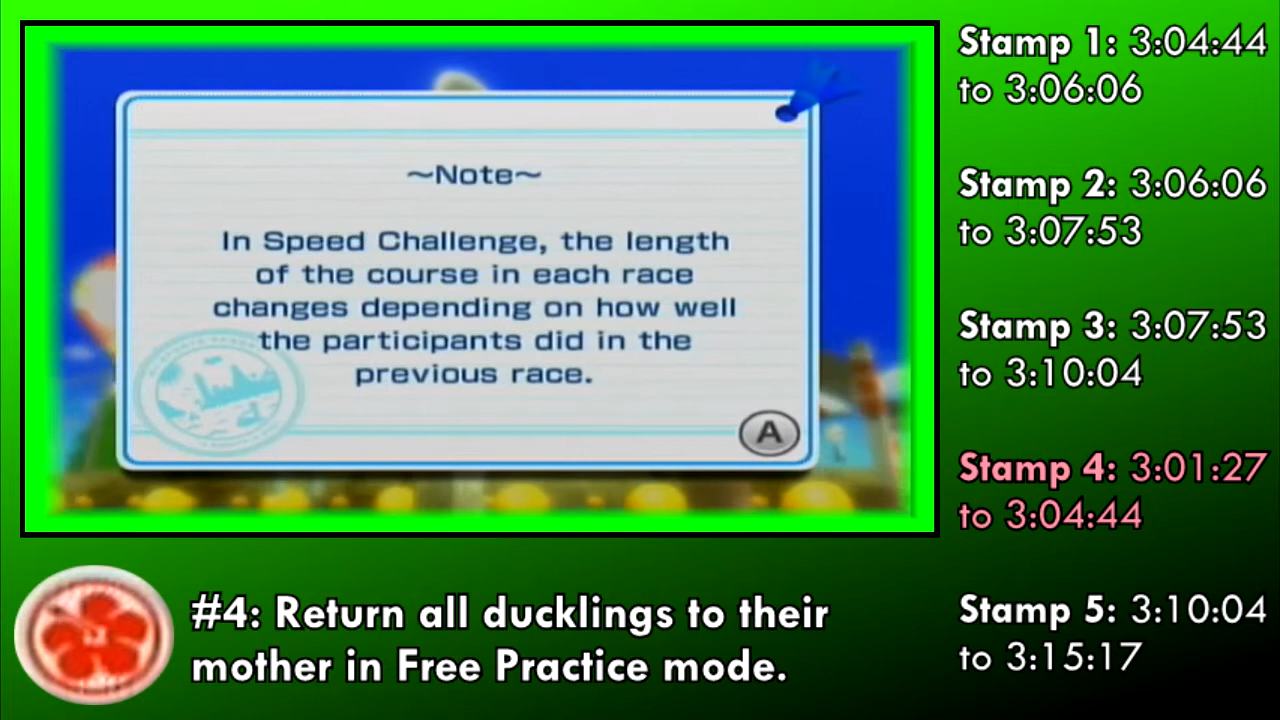 ~Note~
In Speed Challenge, the length
of the course in each race
changes depending on how well
the participants did in the
previous race.
A
#4: Return all ducklings to their
mother in Free Practice mode.
Stamp 1: 3:04:44
to 3:06:06
Stamp 2: 3:06:06
to 3:07:53
Stamp 3: 3:07:53
to 3:10:04
Stamp 4: 3:01:27
to 3:04:44
Stamp 5: 3:10:04
to 3:15:17